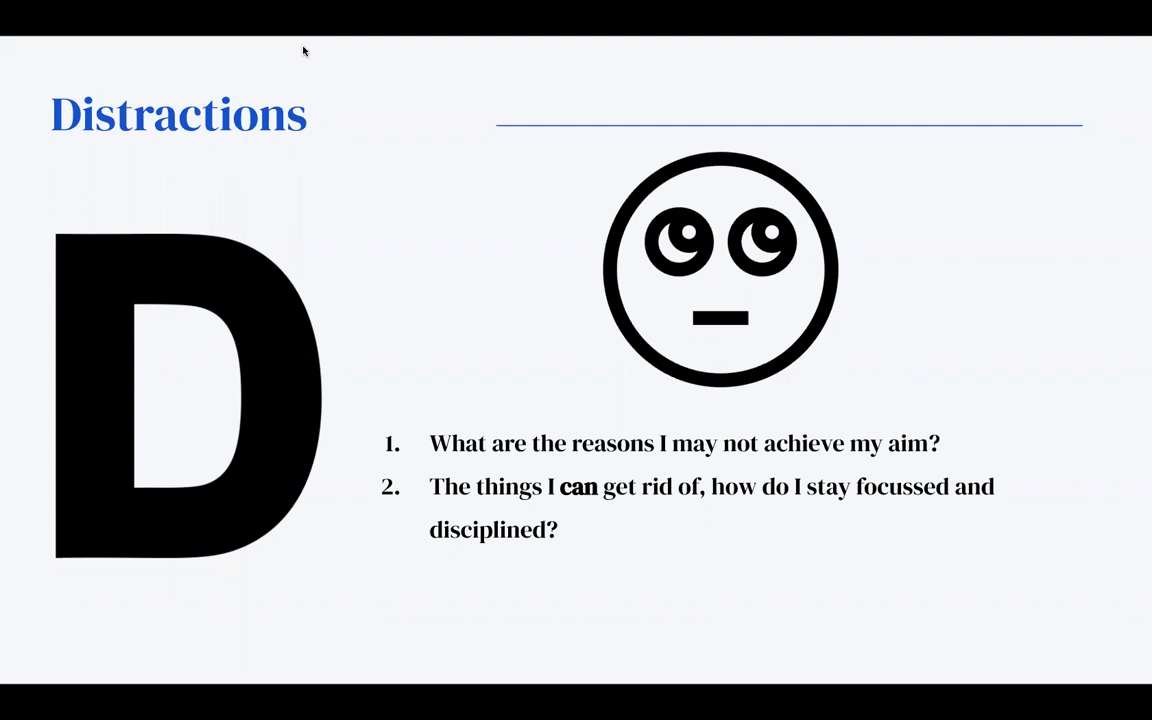 Distractions
D
1. What are the reasons I may not achieve my aim?
2. The things I can get rid of, how do I stay focussed and
disciplined?